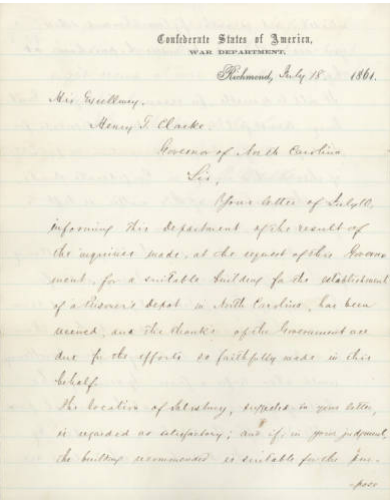 Confederate States of America,
WAR DEPARTMENT.
Richmond, July 18 1861.
His Excellency,
Henry T. Clarke
Governor of North Carolina
Sir,
Your letter of July 10,
informing this Department of the result of
the inquiries made, at the request of this Govern-
ment, for a suitable building for the establishment
of a Prisoner's depot in North Carolina, has been
received, and the thanks of the Government are
due for the efforts so faithfully made in this
behalf.
The location of Salisbury, suggested in your letter,
is regarded as satisfactory; and if, in your judgment,
the building recommended is suitable for the pur-
-pose